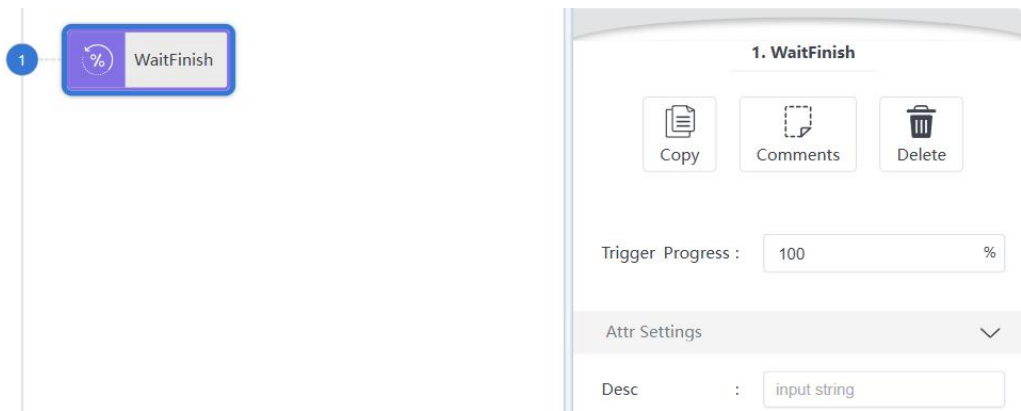 1
%
WaitFinish
1. WaitFinish
Copy
Comments
Delete
Trigger Progress :
100
%
Attr Settings
Desc :
input string